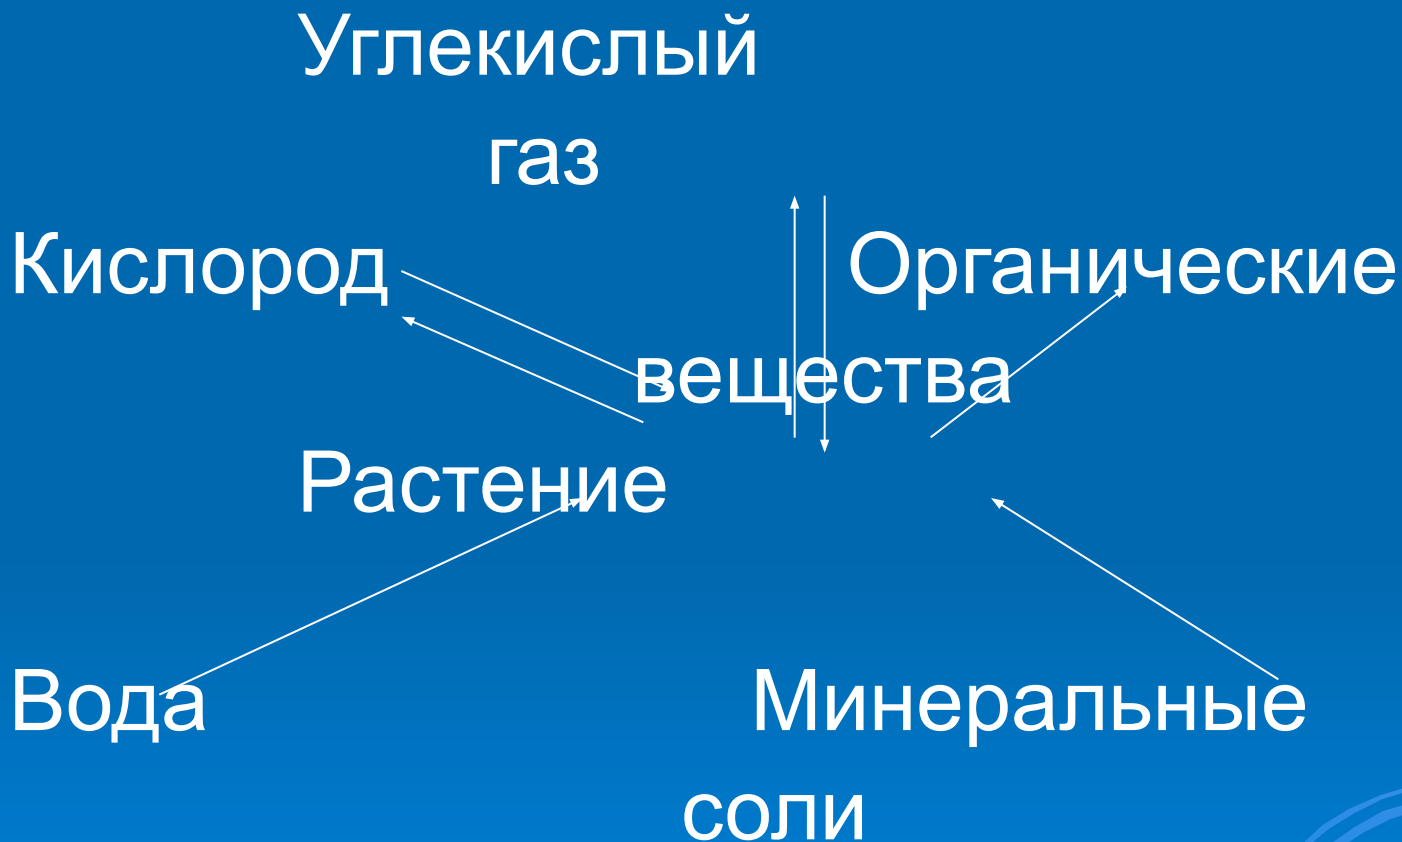 Углекислый
газ
Кислород Органические
вещества
Растение
Вода Минеральные
соли